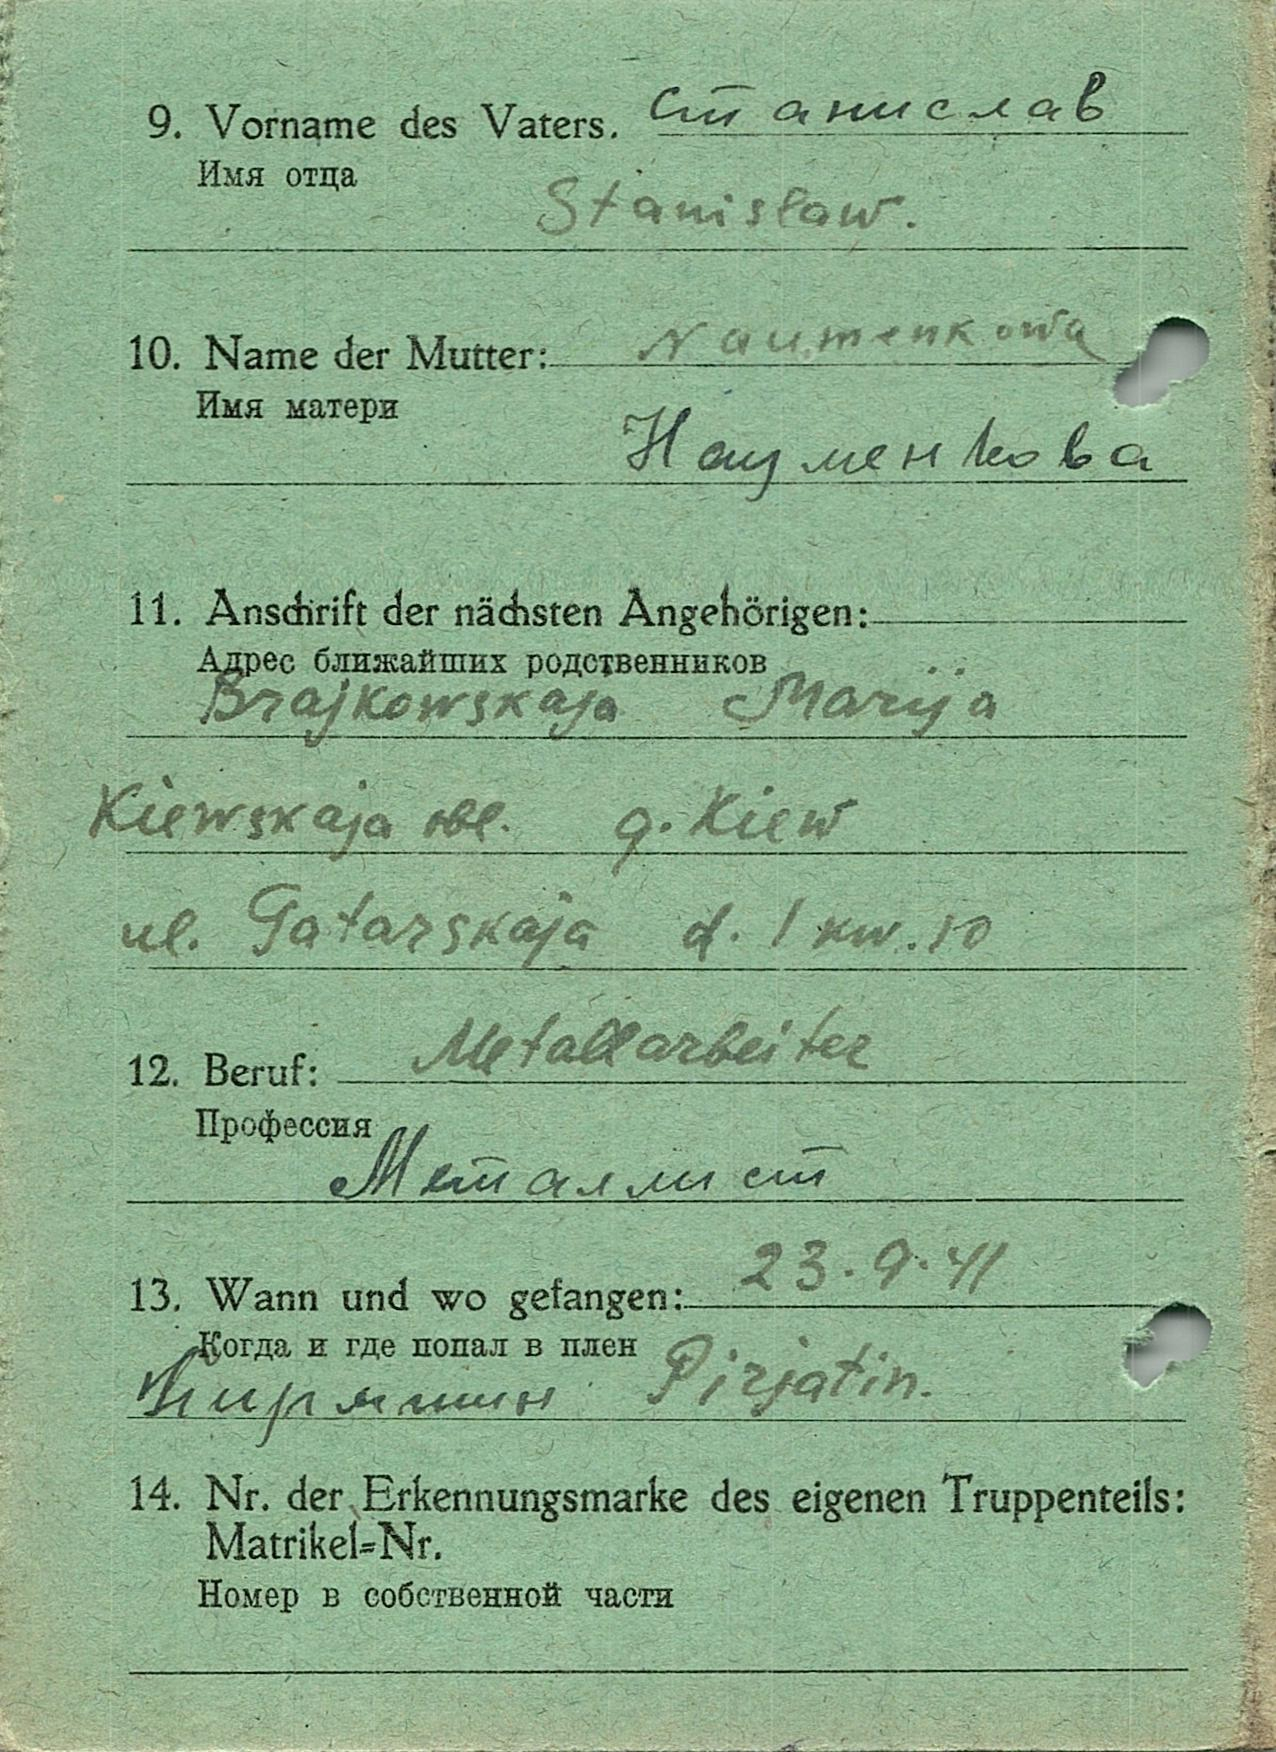 9. Vorname des Vaters. Станислав
Имя отца
Stanislaw.
10. Name der Mutter: Naumenkowa
Имя матери
Науменкова
11. Anschrift der nächsten Angehörigen:
Адрес ближайших родственников
Brajkowskaja Marija
Kiewskaja obl. g. Kiew
ul. Tatarskaja d. 1 kw. 10
12. Beruf: Metallarbeiter
Профессия
Металлист
13. Wann und wo gefangen: 23.9.41
Когда и где попал в плен
Пирятин Pirjatin.
14. Nr. der Erkennungsmarke des eigenen Truppenteils:
Matrikel=Nr.
Номер в собственной части